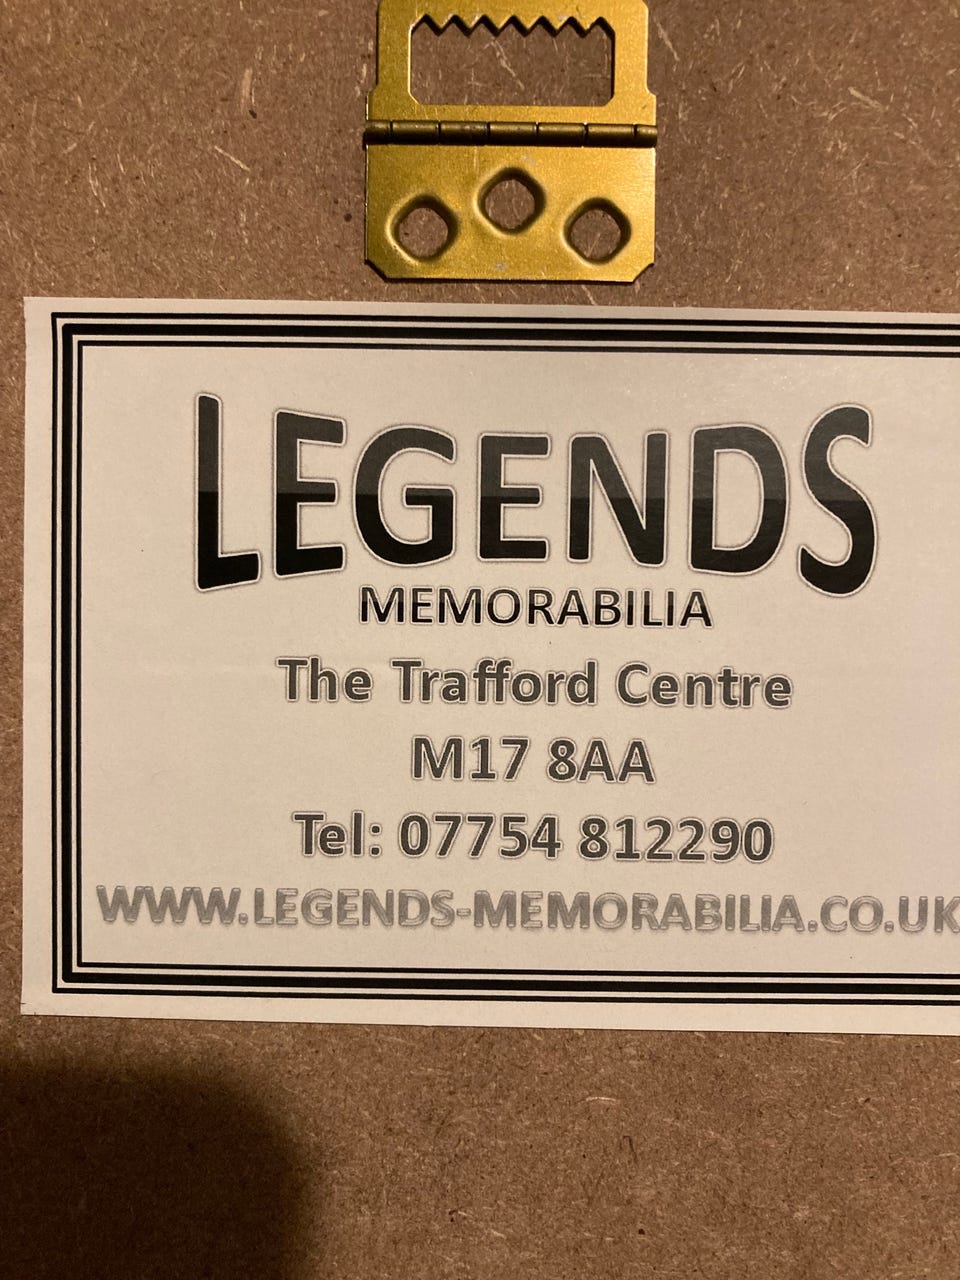 LEGENDS
MEMORABILIA
The Trafford Centre
M17 8AA
Tel: 07754 812290
WWW.LEGENDS-MEMORABILIA.CO.UK